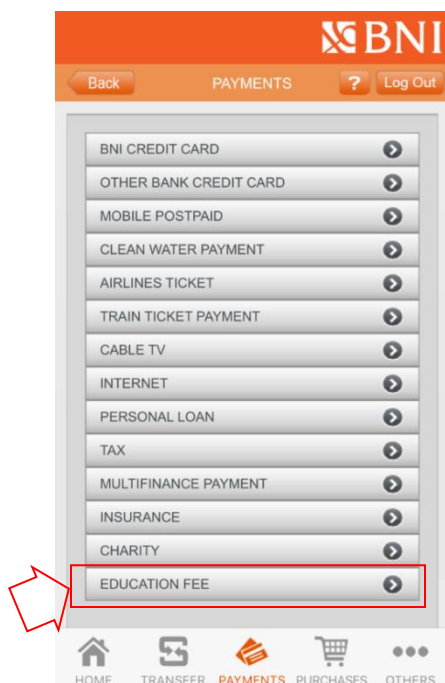 BNI
Back PAYMENTS ? Log Out
BNI CREDIT CARD
OTHER BANK CREDIT CARD
MOBILE POSTPAID
CLEAN WATER PAYMENT
AIRLINES TICKET
TRAIN TICKET PAYMENT
CABLE TV
INTERNET
PERSONAL LOAN
TAX
MULTIFINANCE PAYMENT
INSURANCE
CHARITY
EDUCATION FEE
HOME TRANSFER PAYMENTS PURCHASES OTHERS